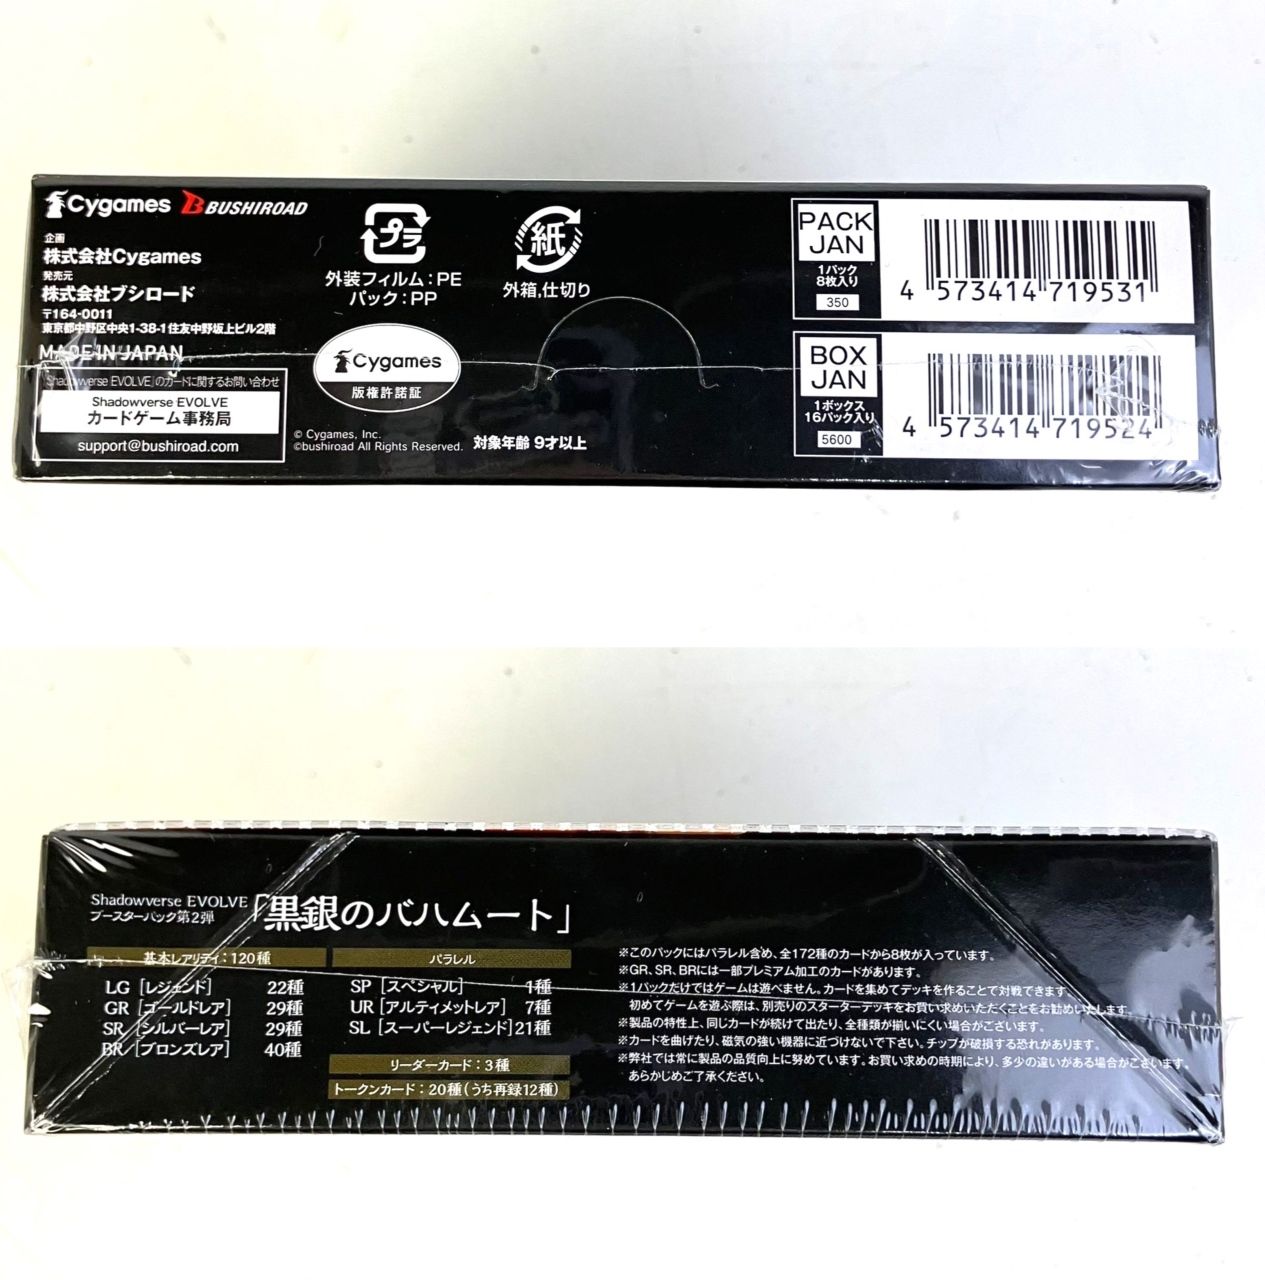 Cygames BUSHIROAD
企画
株式会社Cygames
発売元
株式会社ブシロード
〒164-0011
東京都中野区中央1-38-1住友中野坂上ビル2階
MADE IN JAPAN
Shadowverse EVOLVE」のカードに関するお問い合わせ
Shadowverse EVOLVE
カードゲーム事務局
support@bushiroad.com
プラ
外装フィルム:PE
パック:PP
紙
外箱,仕切り
Cygames
版権許諾証
© Cygames, Inc.
©bushiroad All Rights Reserved.
対象年齢 9才以上
PACK
JAN
1パック
8枚入り
350
4 573414 719531
BOX
JAN
1ボックス
16パック入り
5600
4 573414 719524
Shadowverse EVOLVE
ブースターパック第2弾
「黒銀のバハムート」
基本レアリティ:120種
LG [レジェンド] 22種
GR [ゴールドレア] 29種
SR [シルバーレア] 29種
BR [ブロンズレア] 40種
パラレル
SP [スペシャル] 1種
UR [アルティメットレア] 7種
SL [スーパーレジェンド] 21種
リーダーカード:3種
トークンカード:20種(うち再録12種)
※このパックにはパラレル含め、全172種のカードから8枚が入っています。
※GR、SR、BRには一部プレミアム加工のカードがあります。
※1パックだけではゲームは遊べません。カードを集めてデッキを作ることで対戦できます。
初めてゲームを遊ぶ際は、別売りのスターターデッキをお買い求めいただくことをお勧めいたします。
※製品の特性上、同じカードが続けて出たり、全種類が揃いにくい場合がございます。
※カードを曲げたり、磁気の強い機器に近づけないで下さい。チップが破損する恐れがあります。
※弊社では常に製品の品質向上に努めています。お買い求めの時期により、多少の違いがある場合がございます。
あらかじめご了承ください。